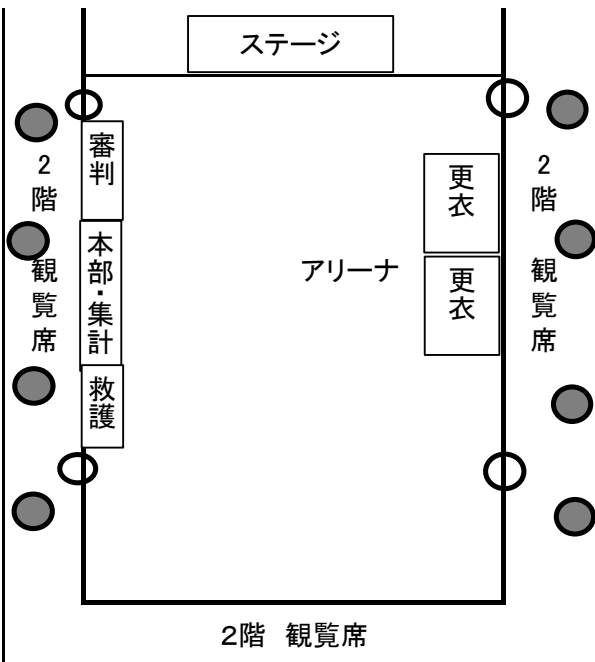 ステージ
審判
2階 観覧席
本部・集計
救護
アリーナ
更衣
更衣
2階 観覧席
2階 観覧席